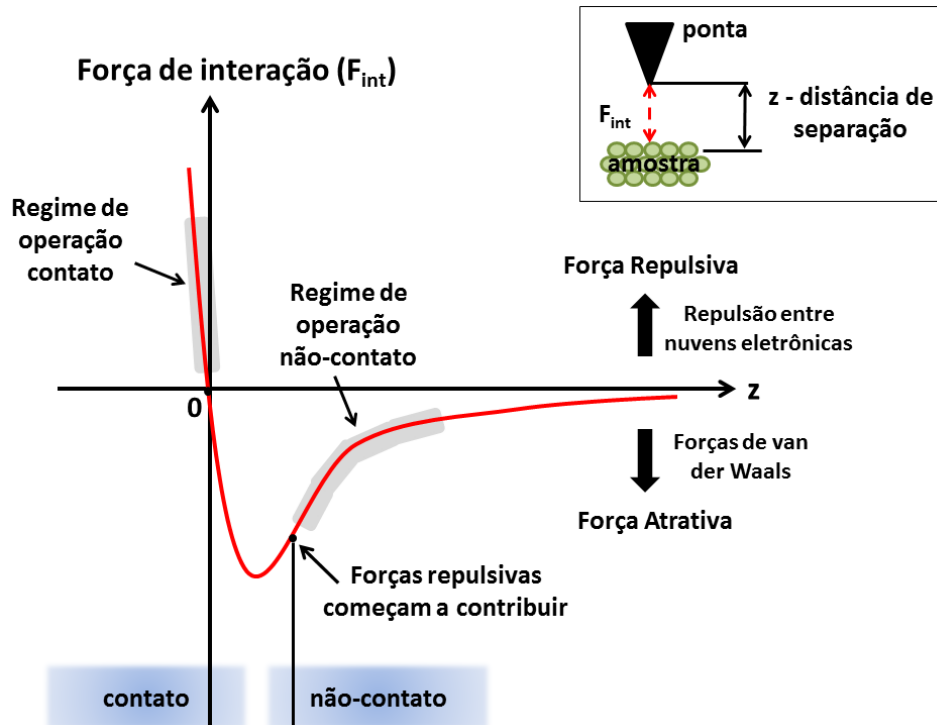 Força de interação (Fint)
ponta
Fint
z - distância de
separação
amostra
Regime de
operação
contato
Regime de
operação
não-contato
Força Repulsiva
Repulsão entre
nuvens eletrônicas
0
z
Forças de van
der Waals
Força Atrativa
Forças repulsivas
começam a contribuir
contato
não-contato